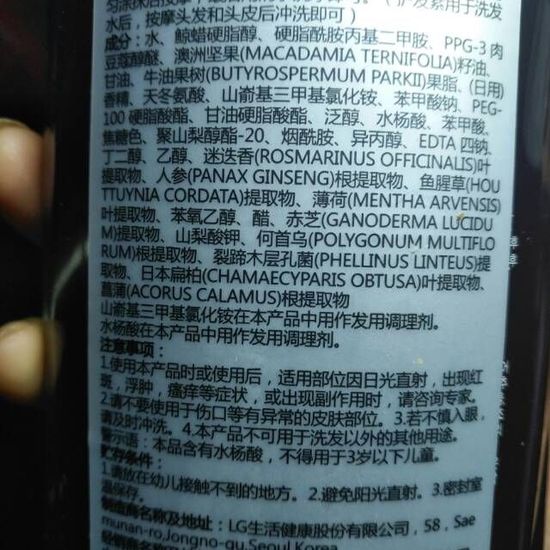 水后，按摩头发和头皮后冲洗即可）
成分：水、鲸蜡硬脂醇、硬脂酰胺丙基二甲胺、PPG-3 肉
豆蔻醇醚、澳洲坚果(MACADAMIA TERNIFOLIA)籽油、
甘油、牛油果树(BUTYROSPERMUM PARKII)果脂、(日用)
香精、天冬氨酸、山嵛基三甲基氯化铵、苯甲酸钠、PEG-
100 硬脂酸酯、甘油硬脂酸酯、泛醇、水杨酸、苯甲酸、
焦糖色、聚山梨醇酯-20、烟酰胺、异丙醇、EDTA 四钠、
丁二醇、乙醇、迷迭香(ROSMARINUS OFFICINALIS)叶
提取物、人参(PANAX GINSENG)根提取物、鱼腥草(HOU
TTUYNIA CORDATA)提取物、薄荷(MENTHA ARVENSIS)
叶提取物、苯氧乙醇、醋、赤芝(GANODERMA LUCIDU
M)提取物、山梨酸钾、何首乌(POLYGONUM MULTIFLO
RUM)根提取物、裂蹄木层孔菌(PHELLINUS LINTEUS)提
取物、日本扁柏(CHAMAECYPARIS OBTUSA)叶提取物、
菖蒲(ACORUS CALAMUS)根提取物
山嵛基三甲基氯化铵在本产品中用作发用调理剂。
水杨酸在本产品中用作发用调理剂。
注意事项：
1.使用本产品时或使用后，适用部位因日光直射，出现红
斑，浮肿，瘙痒等症状，或出现副作用时，请咨询专家。
2.请不要使用于伤口等有异常的皮肤部位。3.若不慎入眼，
请及时冲洗。4.本产品不可用于洗发以外的其他用途。
警示语：本品含有水杨酸，不得用于3岁以下儿童。
贮存条件：
1.请放在幼儿接触不到的地方。2.避免阳光直射。3.密封室
温保存。
制造商名称及地址：LG生活健康股份有限公司，58，Sae
munan-ro,Jongno-gu,Seoul,Korea